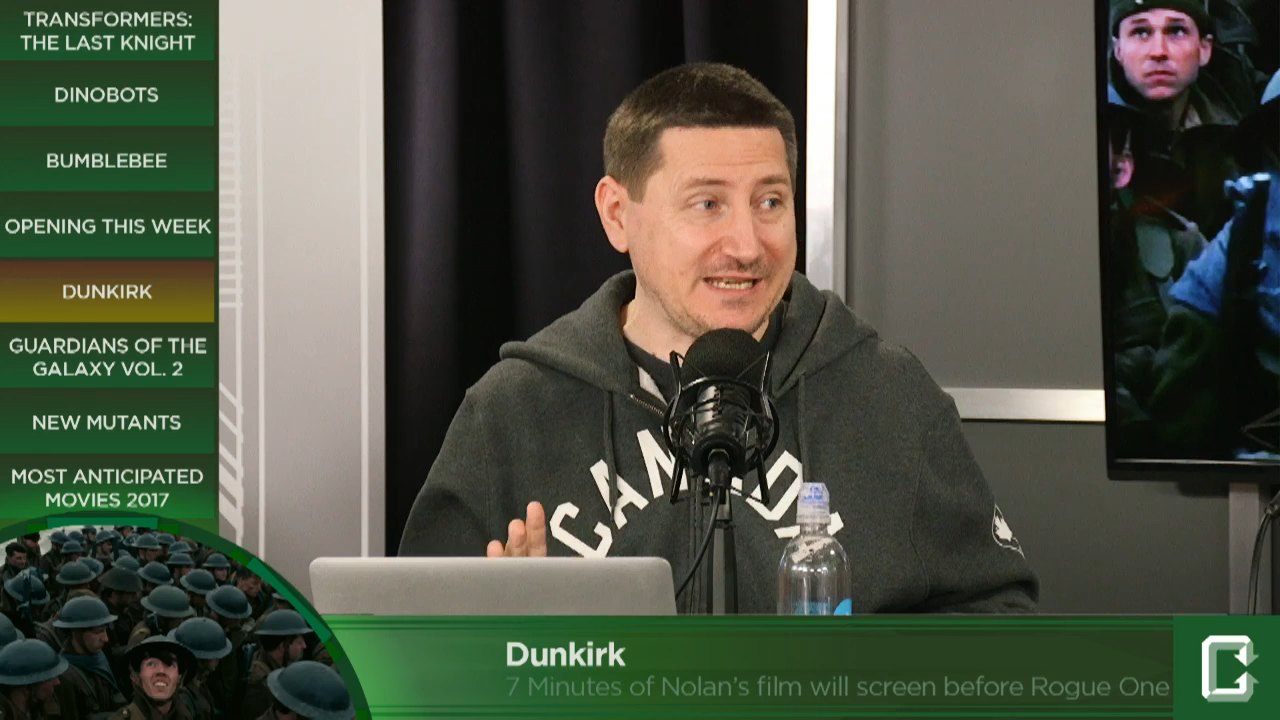 TRANSFORMERS:
THE LAST KNIGHT
DINOBOTS
BUMBLEBEE
OPENING THIS WEEK
DUNKIRK
GUARDIANS OF THE
GALAXY VOL. 2
NEW MUTANTS
MOST ANTICIPATED
MOVIES 2017
CANADA
Dunkirk
7 Minutes of Nolan's film will screen before Rogue One